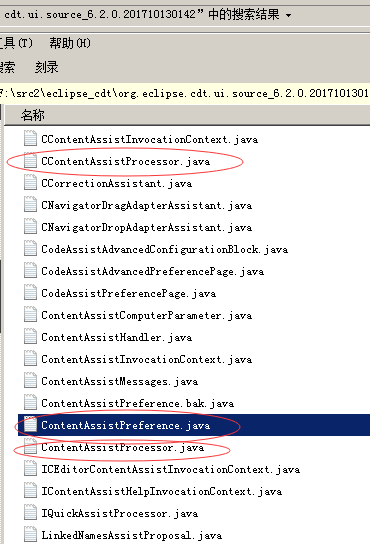 cdt.ui.source_6.2.0.201710130142”中的搜索结果
工具(T) 帮助(H)
搜索 刻录
F:\src2\eclipse_cdt\org.eclipse.cdt.ui.source_6.2.0.2017101301
名称
CContentAssistInvocationContext.java
CContentAssistProcessor.java
CCorrectionAssistant.java
CNavigatorDragAdapterAssistant.java
CNavigatorDropAdapterAssistant.java
CodeAssistAdvancedConfigurationBlock.java
CodeAssistAdvancedPreferencePage.java
CodeAssistPreferencePage.java
ContentAssistComputerParameter.java
ContentAssistHandler.java
ContentAssistInvocationContext.java
ContentAssistMessages.java
ContentAssistPreference.bak.java
ContentAssistPreference.java
ContentAssistProcessor.java
ICEditorContentAssistInvocationContext.java
IContentAssistHelpInvocationContext.java
IQuickAssistProcessor.java
LinkedNamesAssistProposal.java